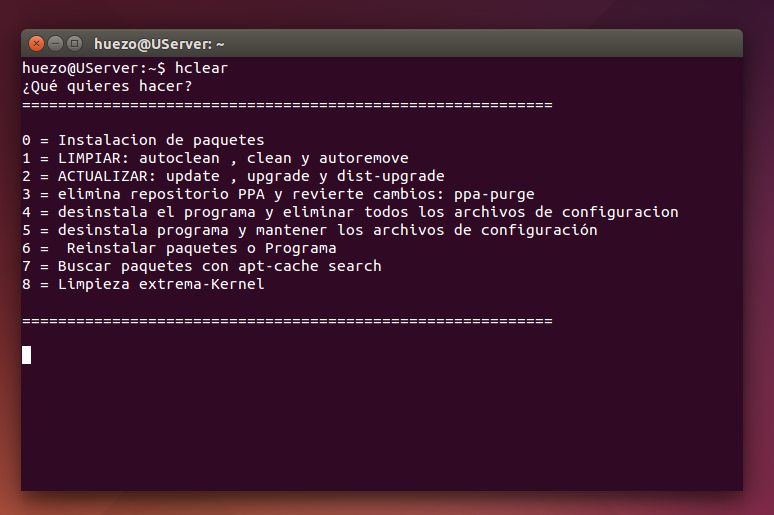 huezo@UServer: ~
huezo@UServer:~$ hclear
¿Qué quieres hacer?
===========================================================
0 = Instalacion de paquetes
1 = LIMPIAR: autoclean , clean y autoremove
2 = ACTUALIZAR: update , upgrade y dist-upgrade
3 = elimina repositorio PPA y revierte cambios: ppa-purge
4 = desinstala el programa y eliminar todos los archivos de configuracion
5 = desinstala programa y mantener los archivos de configuración
6 =  Reinstalar paquetes o Programa
7 = Buscar paquetes con apt-cache search
8 = Limpieza extrema-Kernel
===========================================================